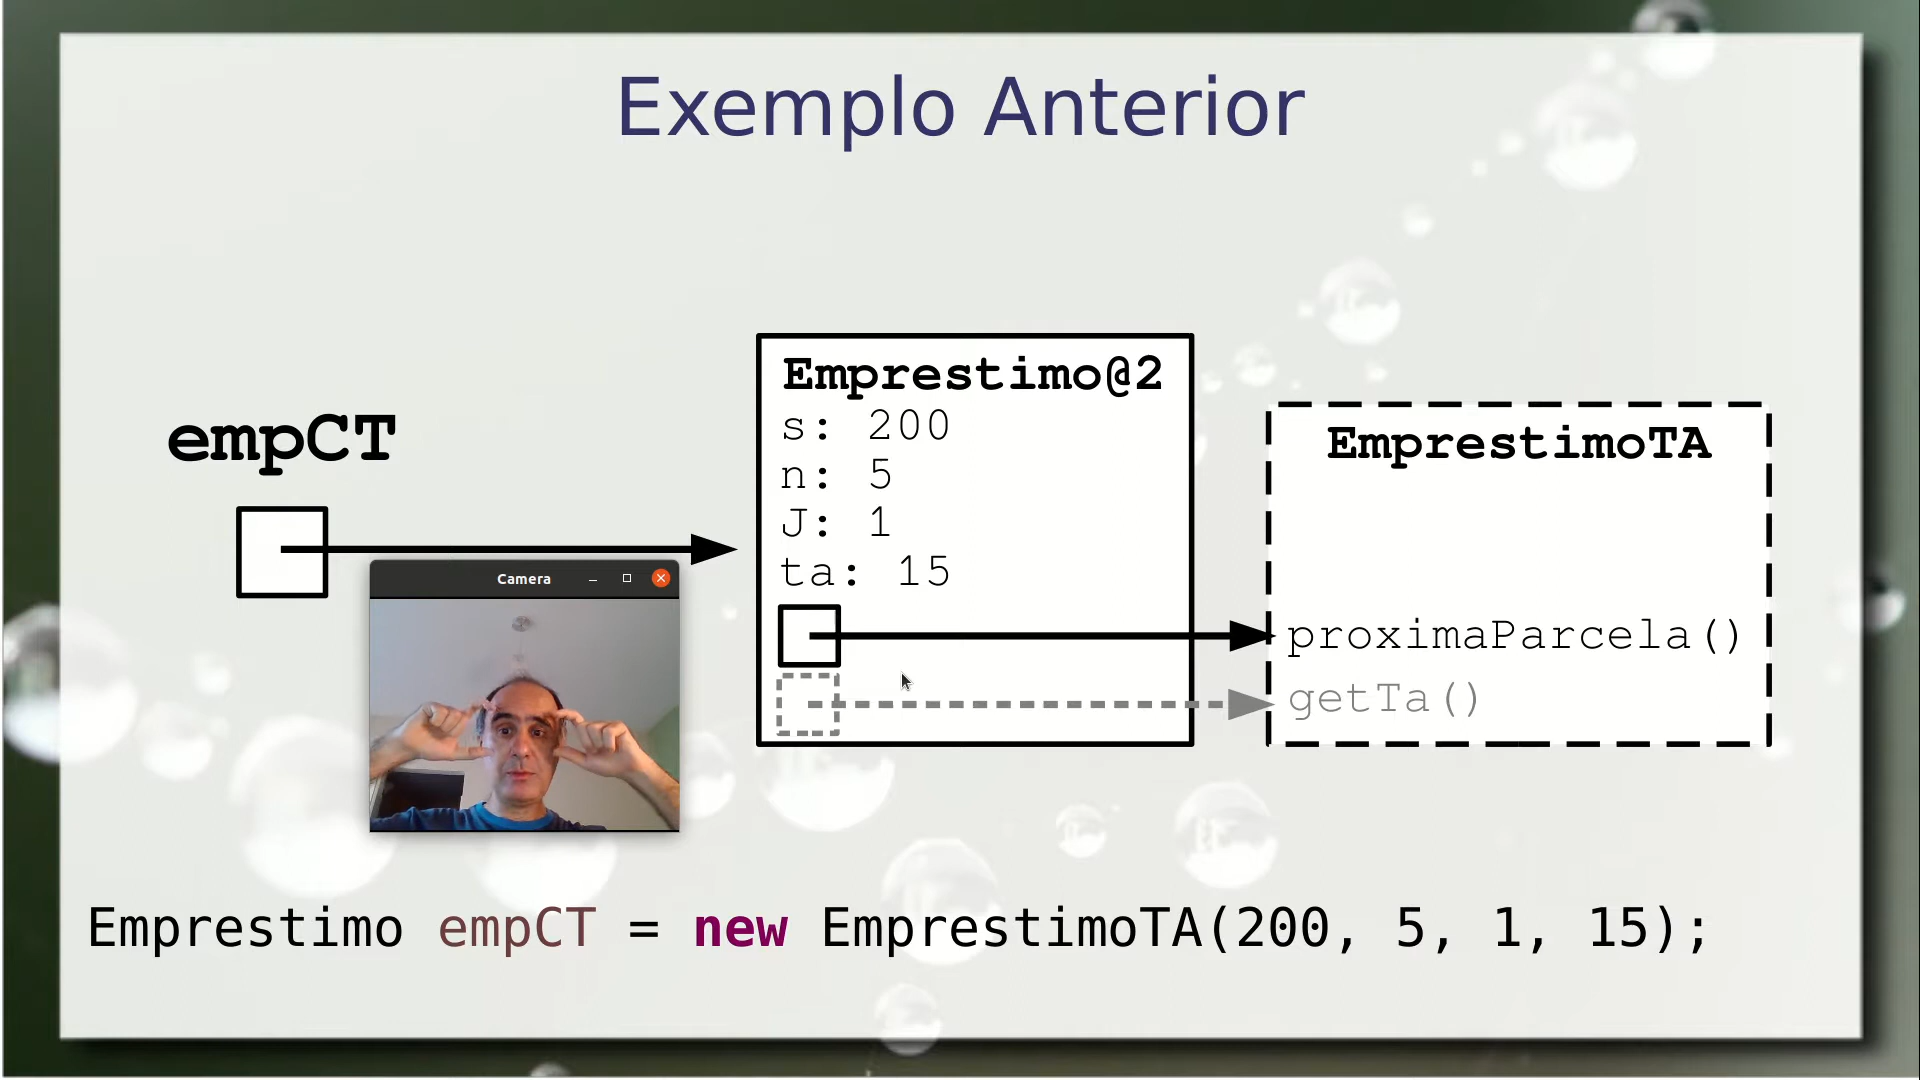 Exemplo Anterior
empCT
Emprestimo@2
s: 200
n: 5
J: 1
ta: 15
EmprestimoTA
proximaParcela()
getTa()
Camera
Emprestimo empCT = new EmprestimoTA(200, 5, 1, 15);